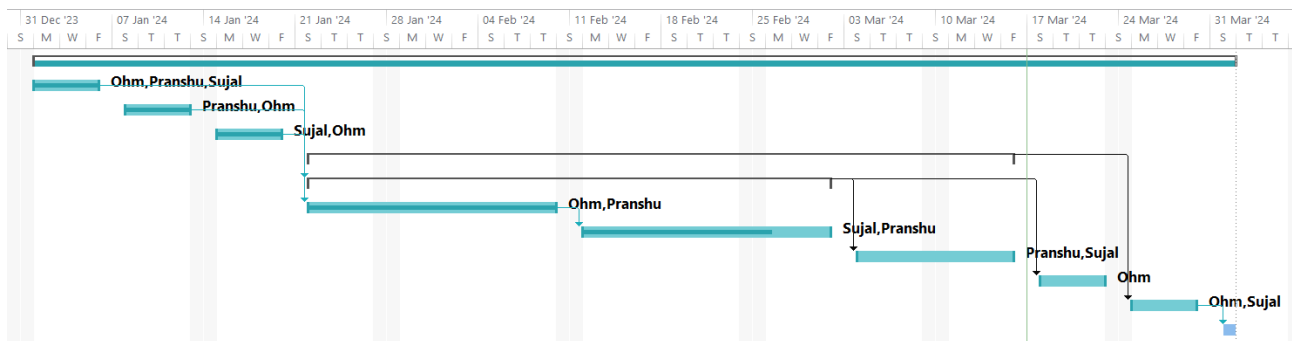 31 Dec '23 07 Jan '24 14 Jan '24 21 Jan '24 28 Jan '24 04 Feb '24 11 Feb '24 18 Feb '24 25 Feb '24 03 Mar '24 10 Mar '24 17 Mar '24 24 Mar '24 31 Mar '24
S M W F S T T S M W F S T T S M W F S T T S M W F S T T S M W F S T T S M W F S T T S M W F S T T
Ohm,Pranshu,Sujal
Pranshu,Ohm
Sujal,Ohm
Ohm,Pranshu
Sujal,Pranshu
Pranshu,Sujal
Ohm
Ohm,Sujal